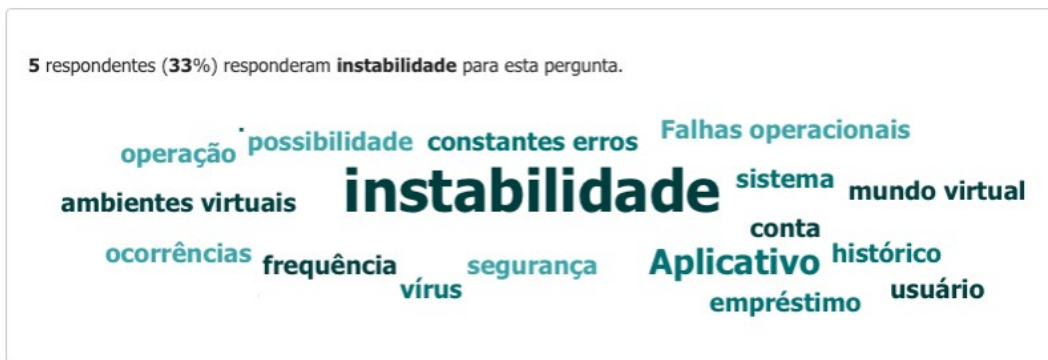 5 respondentes (33%) responderam instabilidade para esta pergunta.
operação possibilidade constantes erros Falhas operacionais
ambientes virtuais instabilidade sistema mundo virtual
conta
ocorrências frequência segurança Aplicativo histórico
vírus empréstimo usuário